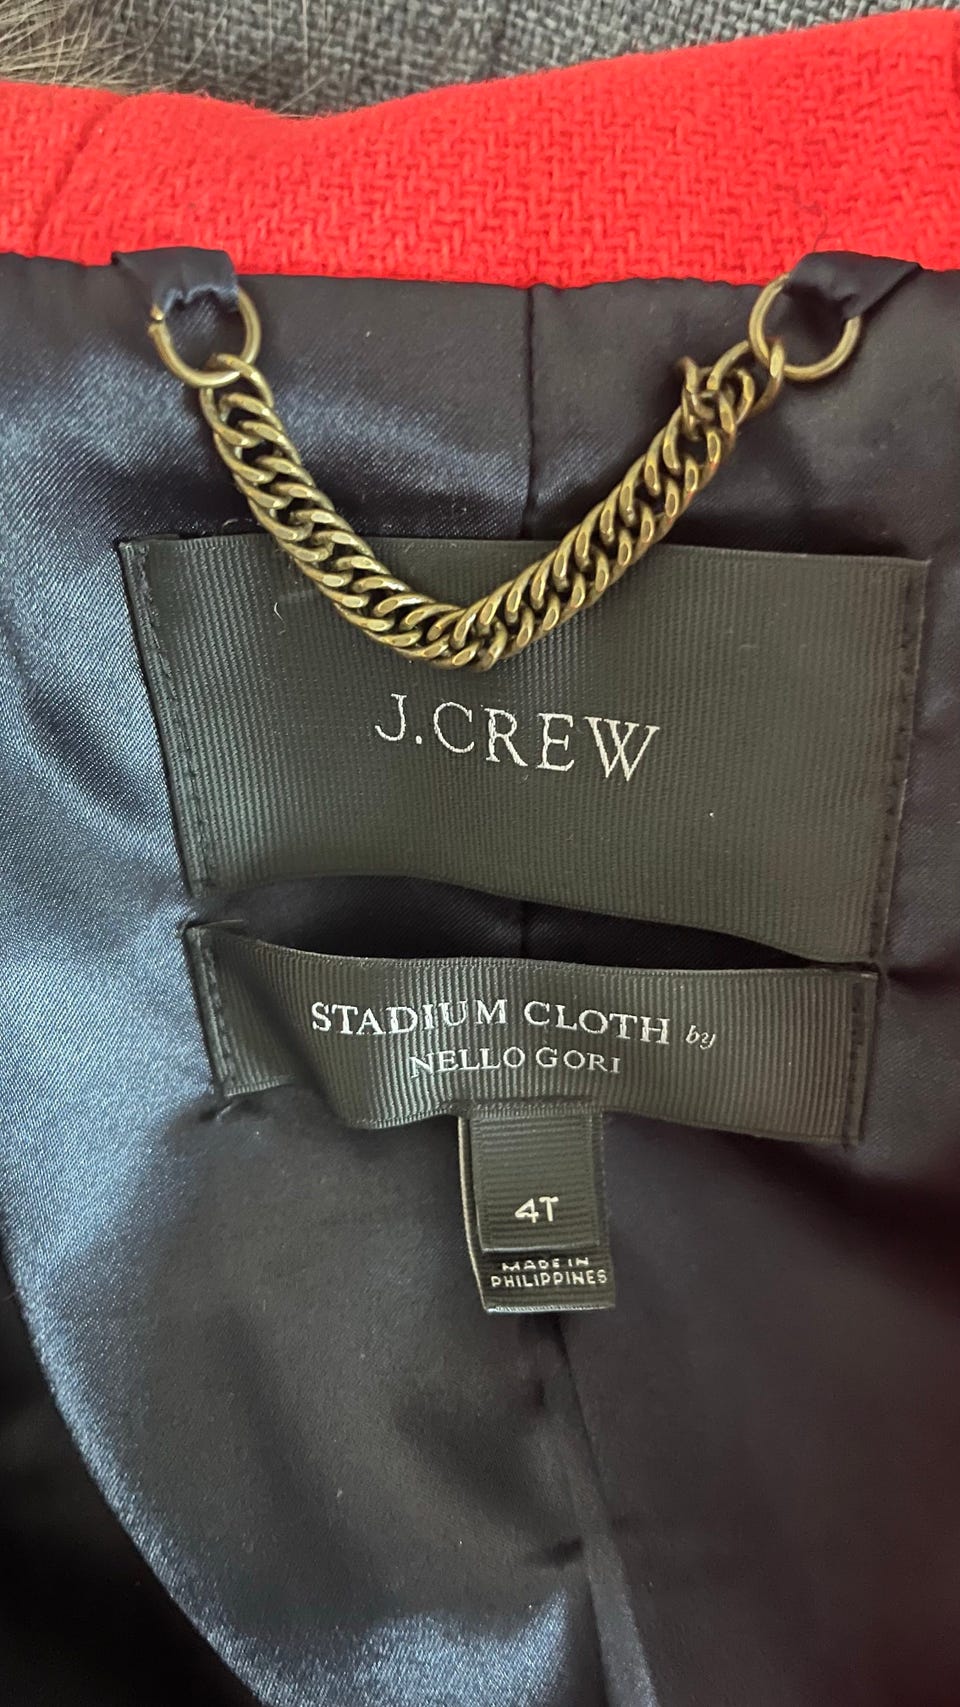 J.CREW
STADIUM CLOTH by
NELLO GORI
4T
MADE IN
PHILIPPINES